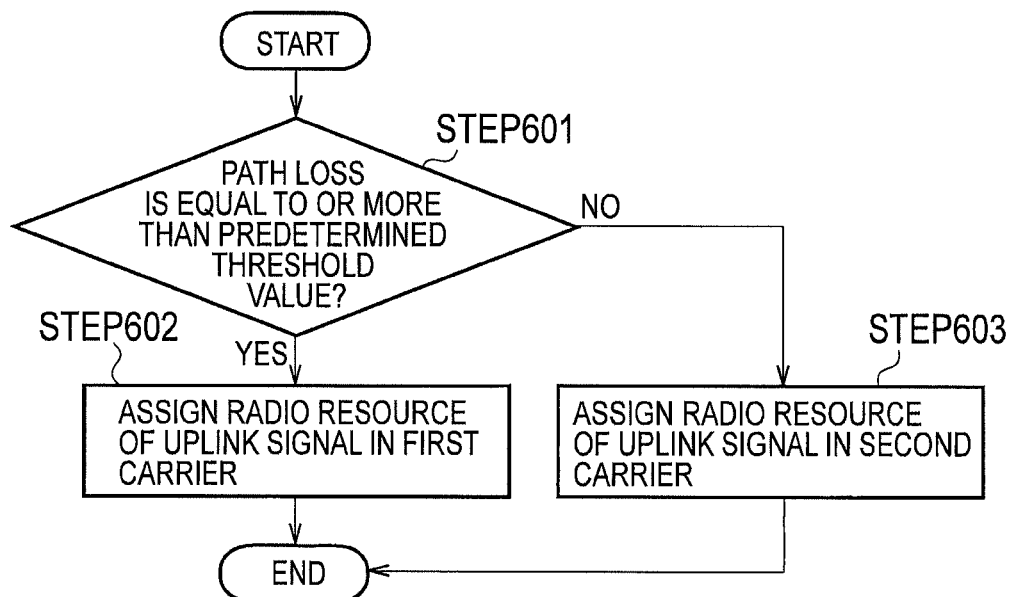 START
STEP601
PATH LOSS
IS EQUAL TO OR MORE
THAN PREDETERMINED
THRESHOLD
VALUE?
NO
STEP602
YES
STEP603
ASSIGN RADIO RESOURCE
OF UPLINK SIGNAL IN FIRST
CARRIER
ASSIGN RADIO RESOURCE
OF UPLINK SIGNAL IN SECOND
CARRIER
END